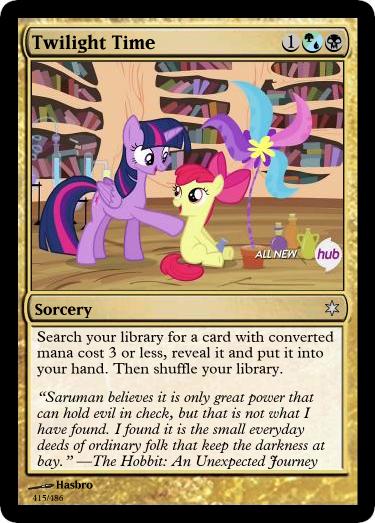 Twilight Time 1
ALL NEW hub
Sorcery
Search your library for a card with converted
mana cost 3 or less, reveal it and put it into
your hand. Then shuffle your library.
“Saruman believes it is only great power that
can hold evil in check, but that is not what I
have found. I found it is the small everyday
deeds of ordinary folk that keep the darkness at
bay.” —The Hobbit: An Unexpected Journey
Hasbro
415/486